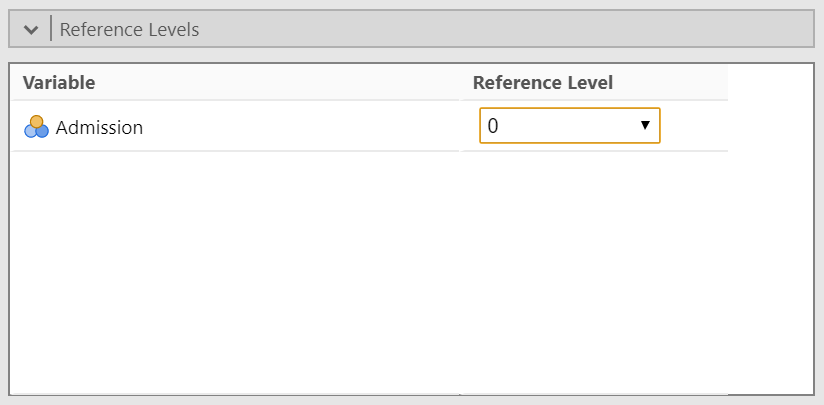 Reference Levels
Variable Reference Level
Admission 0